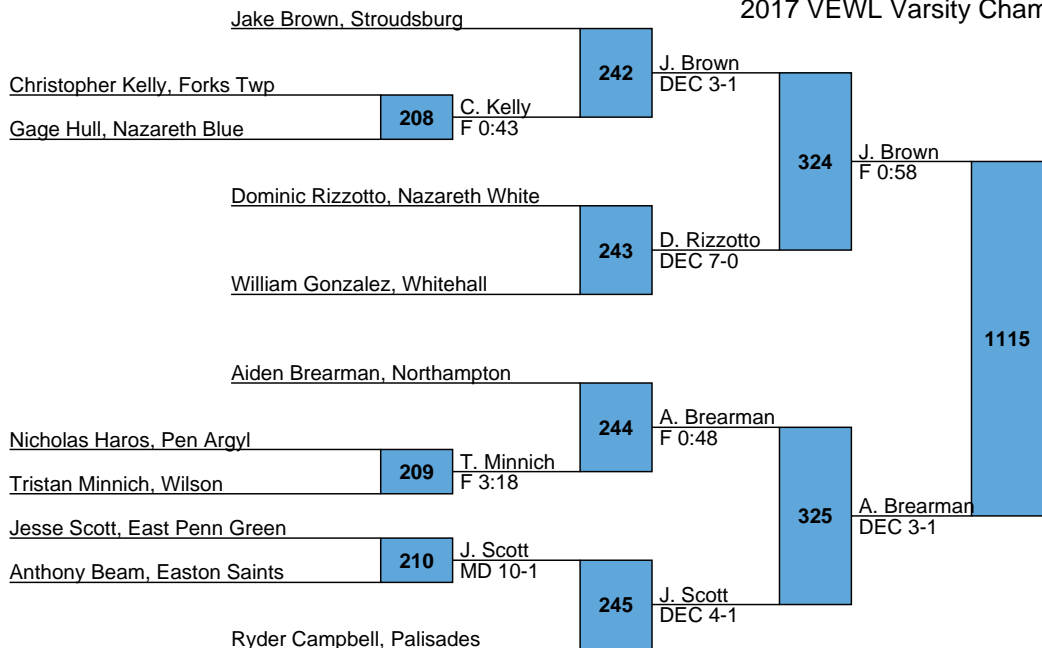 2017 VEWL Varsity Cham
Jake Brown, Stroudsburg
242
J. Brown
DEC 3-1
Christopher Kelly, Forks Twp
208
C. Kelly
F 0:43
Gage Hull, Nazareth Blue
324
J. Brown
F 0:58
Dominic Rizzotto, Nazareth White
243
D. Rizzotto
DEC 7-0
William Gonzalez, Whitehall
1115
Aiden Brearman, Northampton
244
A. Brearman
F 0:48
Nicholas Haros, Pen Argyl
209
T. Minnich
F 3:18
Tristan Minnich, Wilson
325
A. Brearman
DEC 3-1
Jesse Scott, East Penn Green
210
J. Scott
MD 10-1
Anthony Beam, Easton Saints
245
J. Scott
DEC 4-1
Ryder Campbell, Palisades